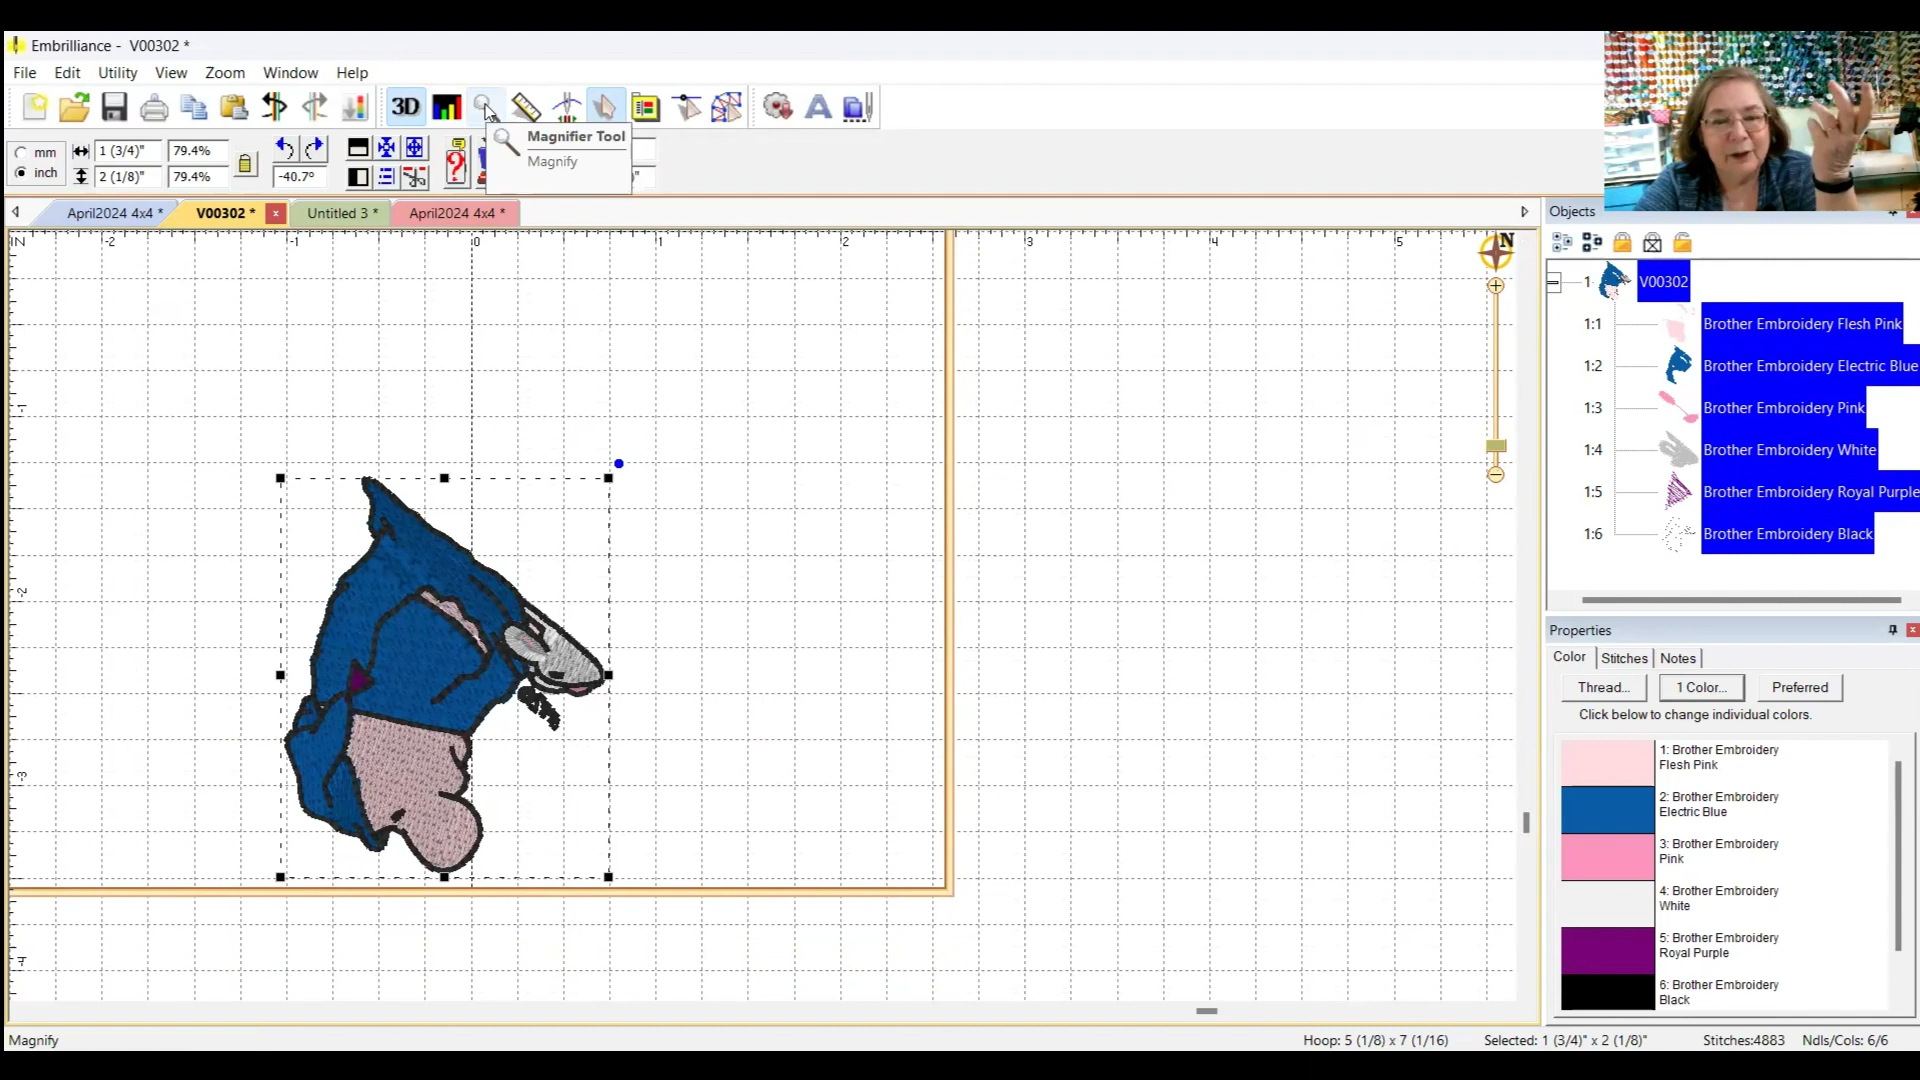 Embrilliance - V00302 *
File Edit Utility View Zoom Window Help
3D
A
mm
inch
1 (3/4)" 79.4%
2 (1/8)" 79.4%
-40.7°
?
Magnifier Tool
Magnify
April2024 4x4 *
V00302 * x
Untitled 3 *
April2024 4x4 *
IN -2 -1 0 1 2 3 4 5
-1
-2
-3
-4
N
Objects
1 V00302
1:1 Brother Embroidery Flesh Pink
1:2 Brother Embroidery Electric Blue
1:3 Brother Embroidery Pink
1:4 Brother Embroidery White
1:5 Brother Embroidery Royal Purple
1:6 Brother Embroidery Black
Properties
Color Stitches Notes
Thread... 1 Color... Preferred
Click below to change individual colors.
1: Brother Embroidery
Flesh Pink
2: Brother Embroidery
Electric Blue
3: Brother Embroidery
Pink
4: Brother Embroidery
White
5: Brother Embroidery
Royal Purple
6: Brother Embroidery
Black
Magnify
Hoop: 5 (1/8) x 7 (1/16) Selected: 1 (3/4)" x 2 (1/8)" Stitches:4883 Ndls/Cols: 6/6